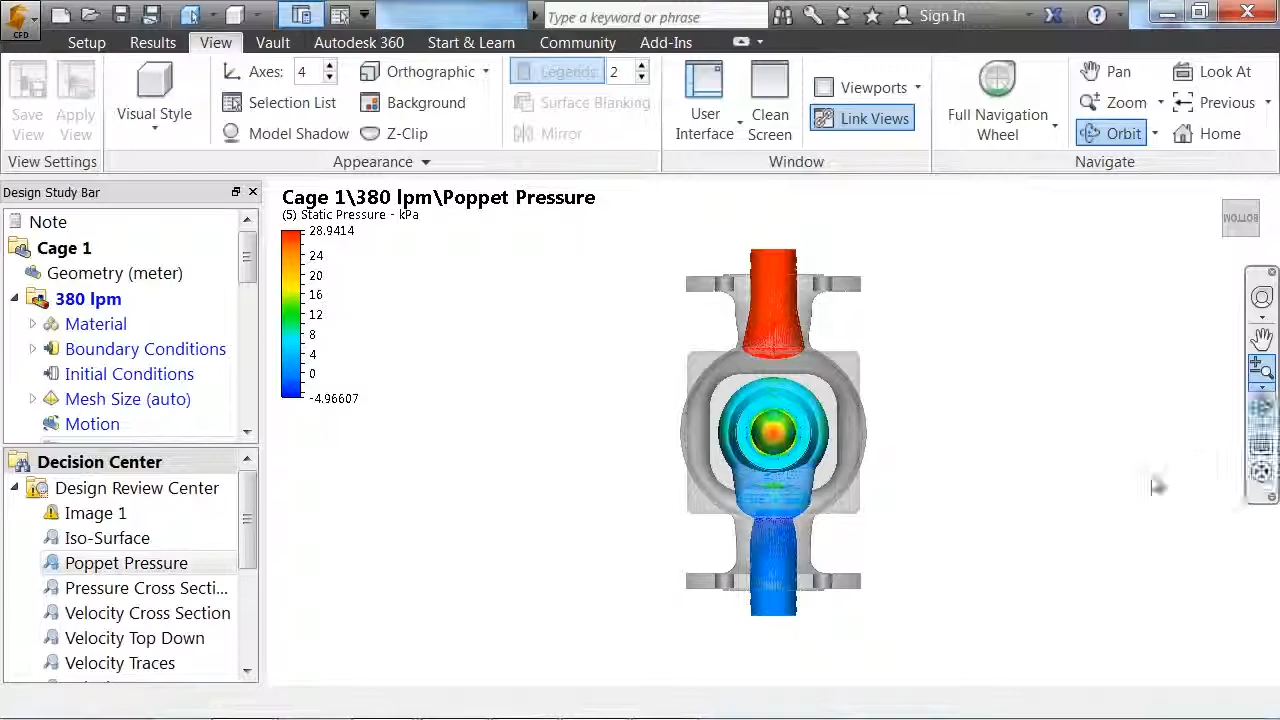 CFD
Type a keyword or phrase
Sign In
Setup Results View Vault Autodesk 360 Start & Learn Community Add-Ins
Save View
Apply View
View Settings
Visual Style
Axes: 4
Selection List
Model Shadow
Orthographic
Background
Z-Clip
Appearance
Legends: 2
Surface Blanking
Mirror
User Interface
Clean Screen
Viewports
Link Views
Window
Full Navigation Wheel
Pan
Zoom
Orbit
Look At
Previous
Home
Navigate
Design Study Bar
Note
Cage 1
Geometry (meter)
380 lpm
Material
Boundary Conditions
Initial Conditions
Mesh Size (auto)
Motion
Decision Center
Design Review Center
Image 1
Iso-Surface
Poppet Pressure
Pressure Cross Secti...
Velocity Cross Section
Velocity Top Down
Velocity Traces
Cage 1\380 lpm\Poppet Pressure
(5) Static Pressure - kPa
28.9414
24
20
16
12
8
4
0
-4.96607
BOTTOM